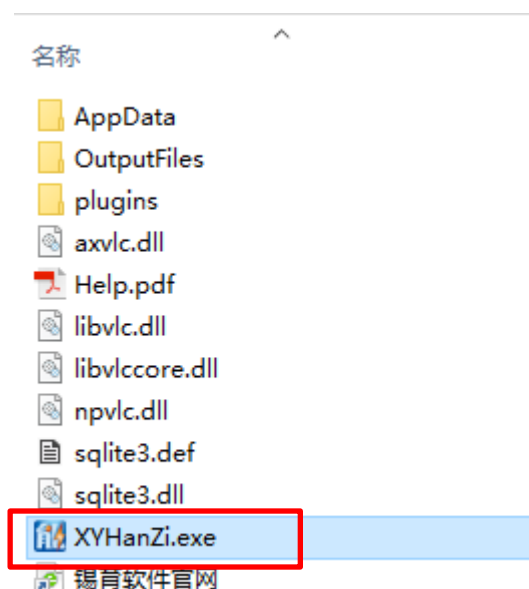 名称
AppData
OutputFiles
plugins
axvlc.dll
Help.pdf
libvlc.dll
libvlccore.dll
npvlc.dll
sqlite3.def
sqlite3.dll
XYHanZi.exe
锡育软件官网